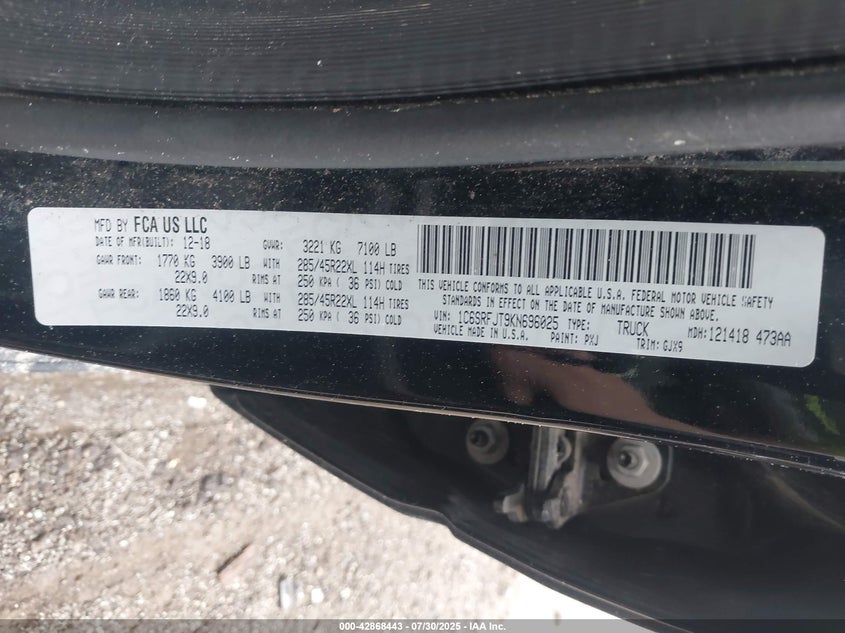 MFD BY FCA US LLC
DATE OF MFR(BUILT): 12-18 GVWR: 3221 KG 7100 LB
GAWR FRONT: 1770 KG 3900 LB WITH 285/45R22XL 114H TIRES
22X9.0 RIMS AT 250 KPA ( 36 PSI) COLD
GAWR REAR: 1860 KG 4100 LB WITH 285/45R22XL 114H TIRES
22X9.0 RIMS AT 250 KPA ( 36 PSI) COLD
THIS VEHICLE CONFORMS TO ALL APPLICABLE U.S.A. FEDERAL MOTOR VEHICLE SAFETY
STANDARDS IN EFFECT ON THE DATE OF MANUFACTURE SHOWN ABOVE.
VIN: 1C6SRFJT9KN696025 TYPE: TRUCK MDH: 121418 473AA
MADE IN U.S.A. PAINT: PXJ TRIM: GJX9
000-42868443 - 07/30/2025 - IAA Inc.